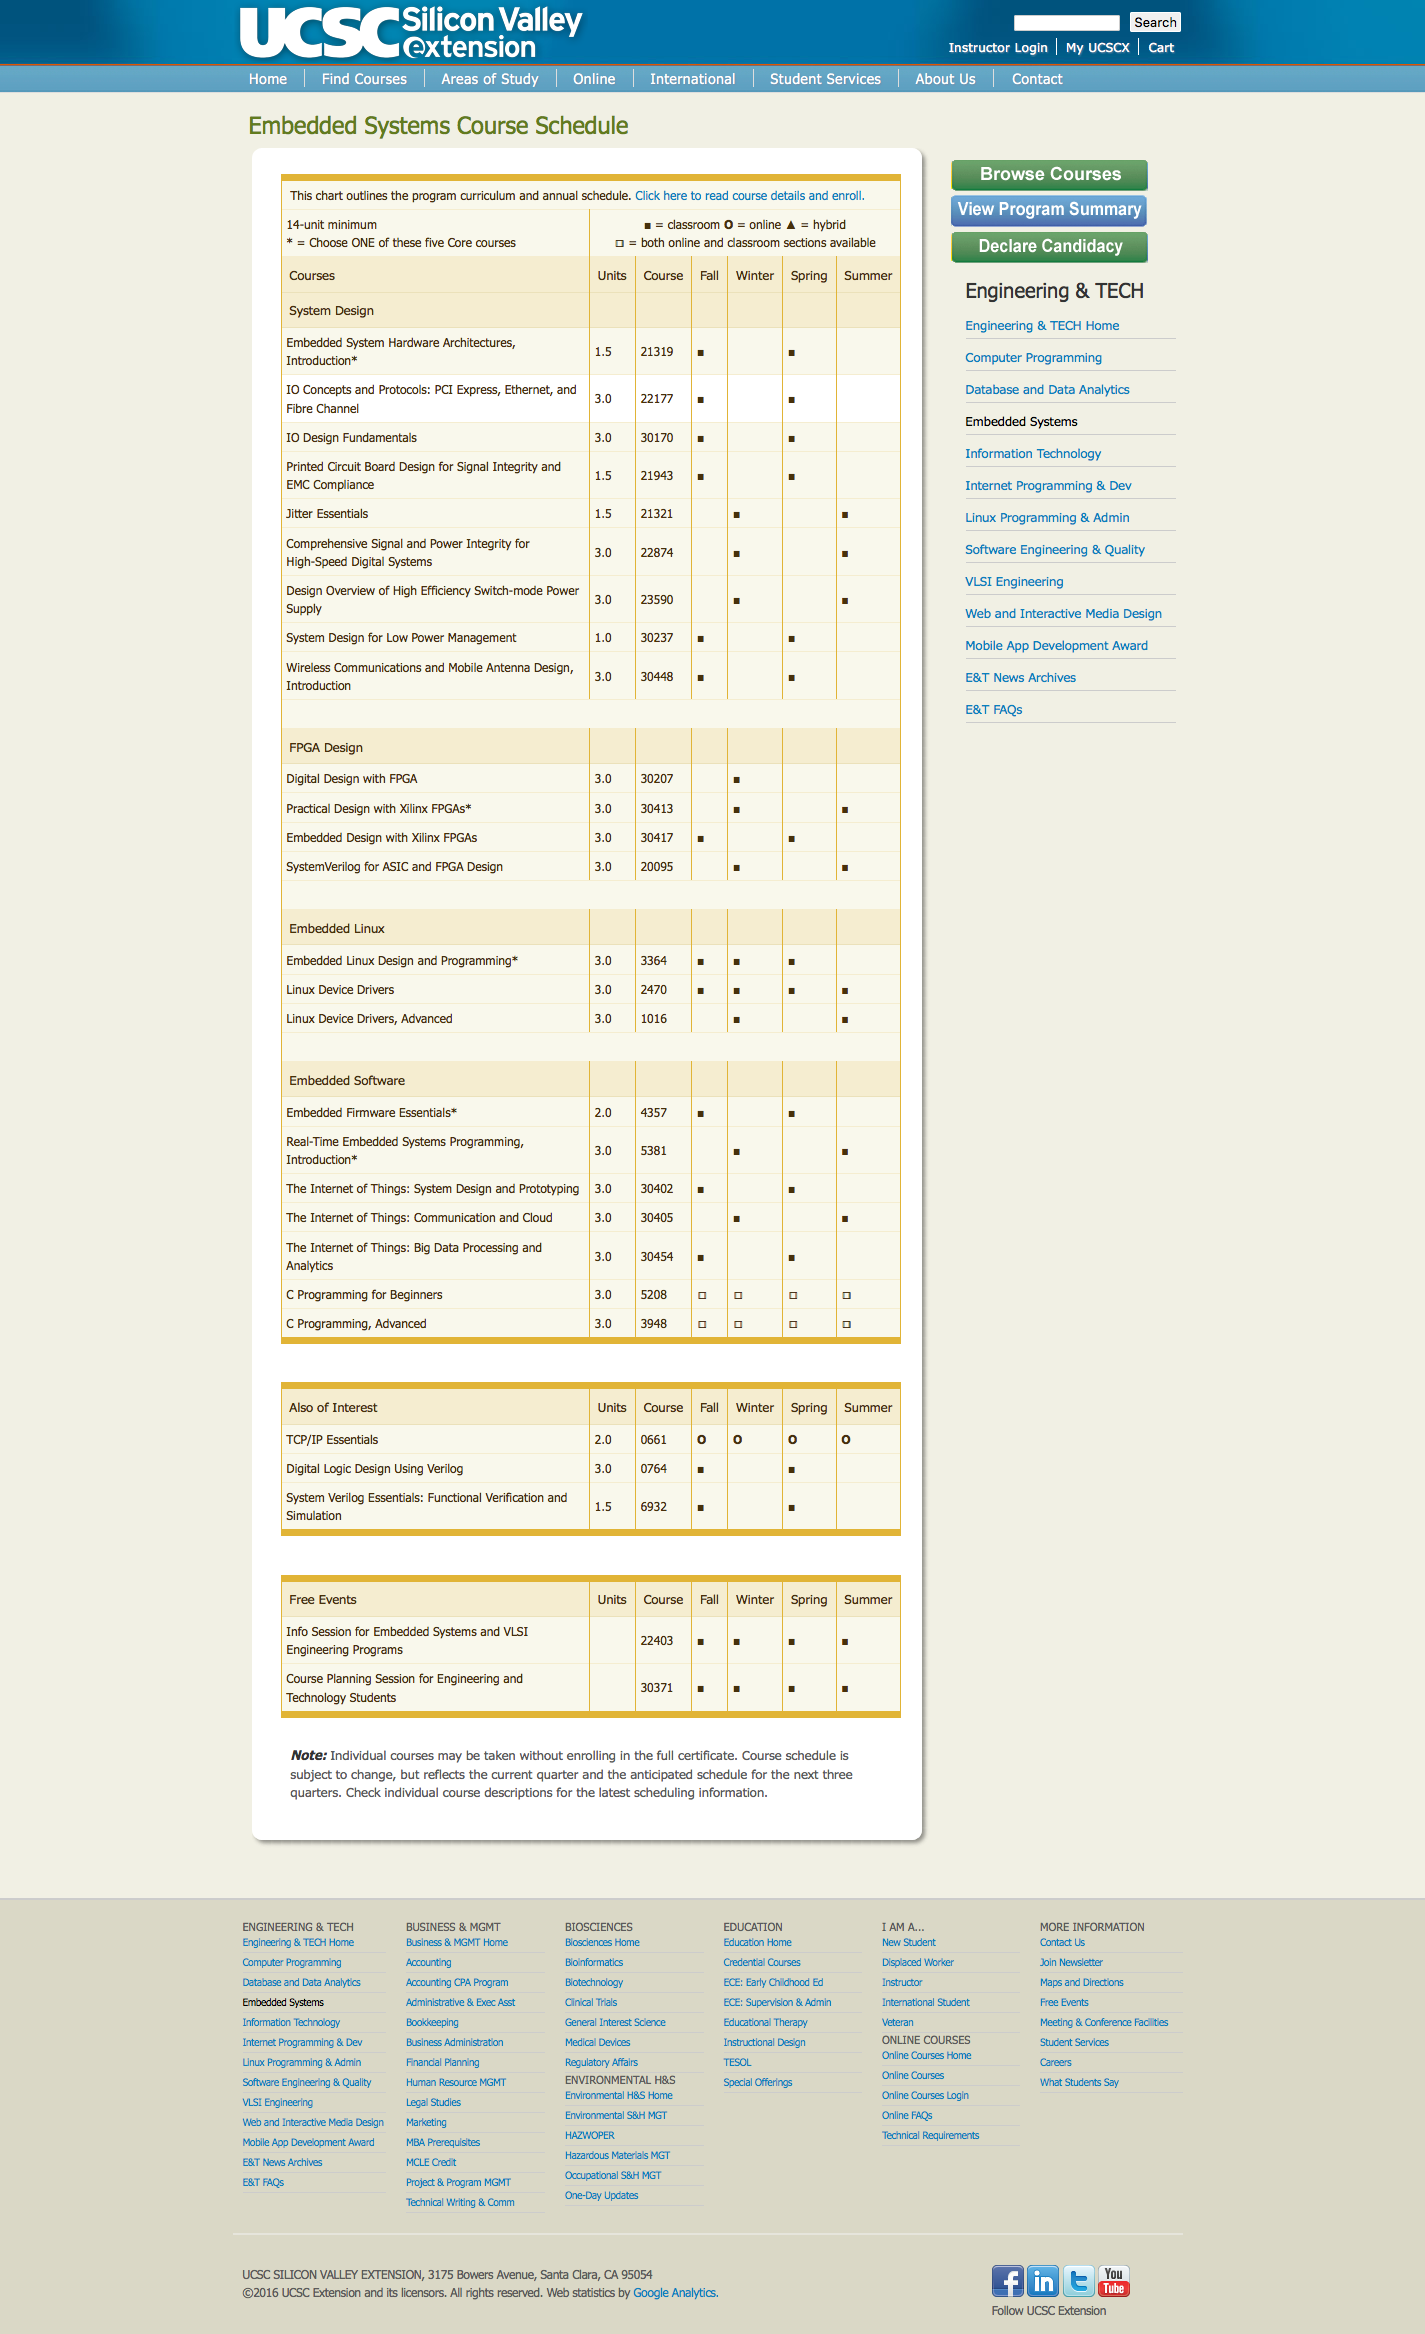 UCSC Silicon Valley
extension
Search
Instructor Login My UCSCX Cart
Home Find Courses Areas of Study Online International Student Services About Us Contact
Embedded Systems Course Schedule
This chart outlines the program curriculum and annual schedule. Click here to read course details and enroll.
14-unit minimum
* = Choose ONE of these five Core courses
■ = classroom O = online ▲ = hybrid
◘ = both online and classroom sections available
Courses Units Course Fall Winter Spring Summer
System Design
Embedded System Hardware Architectures,
Introduction* 1.5 21319 ■ ■
IO Concepts and Protocols: PCI Express, Ethernet, and
Fibre Channel 3.0 22177 ■ ■
IO Design Fundamentals 3.0 30170 ■ ■
Printed Circuit Board Design for Signal Integrity and
EMC Compliance 1.5 21943 ■ ■
Jitter Essentials 1.5 21321 ■ ■
Comprehensive Signal and Power Integrity for
High-Speed Digital Systems 3.0 22874 ■ ■
Design Overview of High Efficiency Switch-mode Power
Supply 3.0 23590 ■ ■
System Design for Low Power Management 1.0 30237 ■ ■
Wireless Communications and Mobile Antenna Design,
Introduction 3.0 30448 ■ ■
FPGA Design
Digital Design with FPGA 3.0 30207 ■
Practical Design with Xilinx FPGAs* 3.0 30413 ■ ■
Embedded Design with Xilinx FPGAs 3.0 30417 ■ ■
SystemVerilog for ASIC and FPGA Design 3.0 20095 ■ ■
Embedded Linux
Embedded Linux Design and Programming* 3.0 3364 ■ ■ ■
Linux Device Drivers 3.0 2470 ■ ■ ■ ■
Linux Device Drivers, Advanced 3.0 1016 ■ ■
Embedded Software
Embedded Firmware Essentials* 2.0 4357 ■ ■
Real-Time Embedded Systems Programming,
Introduction* 3.0 5381 ■ ■
The Internet of Things: System Design and Prototyping 3.0 30402 ■ ■
The Internet of Things: Communication and Cloud 3.0 30405 ■ ■
The Internet of Things: Big Data Processing and
Analytics 3.0 30454 ■ ■
C Programming for Beginners 3.0 5208 ◘ ◘ ◘ ◘
C Programming, Advanced 3.0 3948 ◘ ◘ ◘ ◘
Also of Interest Units Course Fall Winter Spring Summer
TCP/IP Essentials 2.0 0661 O O O O
Digital Logic Design Using Verilog 3.0 0764 ■ ■
System Verilog Essentials: Functional Verification and
Simulation 1.5 6932 ■ ■
Free Events Units Course Fall Winter Spring Summer
Info Session for Embedded Systems and VLSI
Engineering Programs 22403 ■ ■ ■ ■
Course Planning Session for Engineering and
Technology Students 30371 ■ ■ ■ ■
Note: Individual courses may be taken without enrolling in the full certificate. Course schedule is
subject to change, but reflects the current quarter and the anticipated schedule for the next three
quarters. Check individual course descriptions for the latest scheduling information.
Browse Courses
View Program Summary
Declare Candidacy
Engineering & TECH
Engineering & TECH Home
Computer Programming
Database and Data Analytics
Embedded Systems
Information Technology
Internet Programming & Dev
Linux Programming & Admin
Software Engineering & Quality
VLSI Engineering
Web and Interactive Media Design
Mobile App Development Award
E&T News Archives
E&T FAQs
ENGINEERING & TECH
Engineering & TECH Home
Computer Programming
Database and Data Analytics
Embedded Systems
Information Technology
Internet Programming & Dev
Linux Programming & Admin
Software Engineering & Quality
VLSI Engineering
Web and Interactive Media Design
Mobile App Development Award
E&T News Archives
E&T FAQs
BUSINESS & MGMT
Business & MGMT Home
Accounting
Accounting CPA Program
Administrative & Exec Asst
Bookkeeping
Business Administration
Financial Planning
Human Resource MGMT
Legal Studies
Marketing
MBA Prerequisites
MCLE Credit
Project & Program MGMT
Technical Writing & Comm
BIOSCIENCES
Biosciences Home
Bioinformatics
Biotechnology
Clinical Trials
General Interest Science
Medical Devices
Regulatory Affairs
ENVIRONMENTAL H&S
Environmental H&S Home
Environmental S&H MGT
HAZWOPER
Hazardous Materials MGT
Occupational S&H MGT
One-Day Updates
EDUCATION
Education Home
Credential Courses
ECE: Early Childhood Ed
ECE: Supervision & Admin
Educational Therapy
Instructional Design
TESOL
Special Offerings
I AM A...
New Student
Displaced Worker
Instructor
International Student
Veteran
ONLINE COURSES
Online Courses Home
Online Courses
Online Courses Login
Online FAQs
Technical Requirements
MORE INFORMATION
Contact Us
Join Newsletter
Maps and Directions
Free Events
Meeting & Conference Facilities
Student Services
Careers
What Students Say
UCSC SILICON VALLEY EXTENSION, 3175 Bowers Avenue, Santa Clara, CA 95054
©2016 UCSC Extension and its licensors. All rights reserved. Web statistics by Google Analytics.
f in t You Tube
Follow UCSC Extension